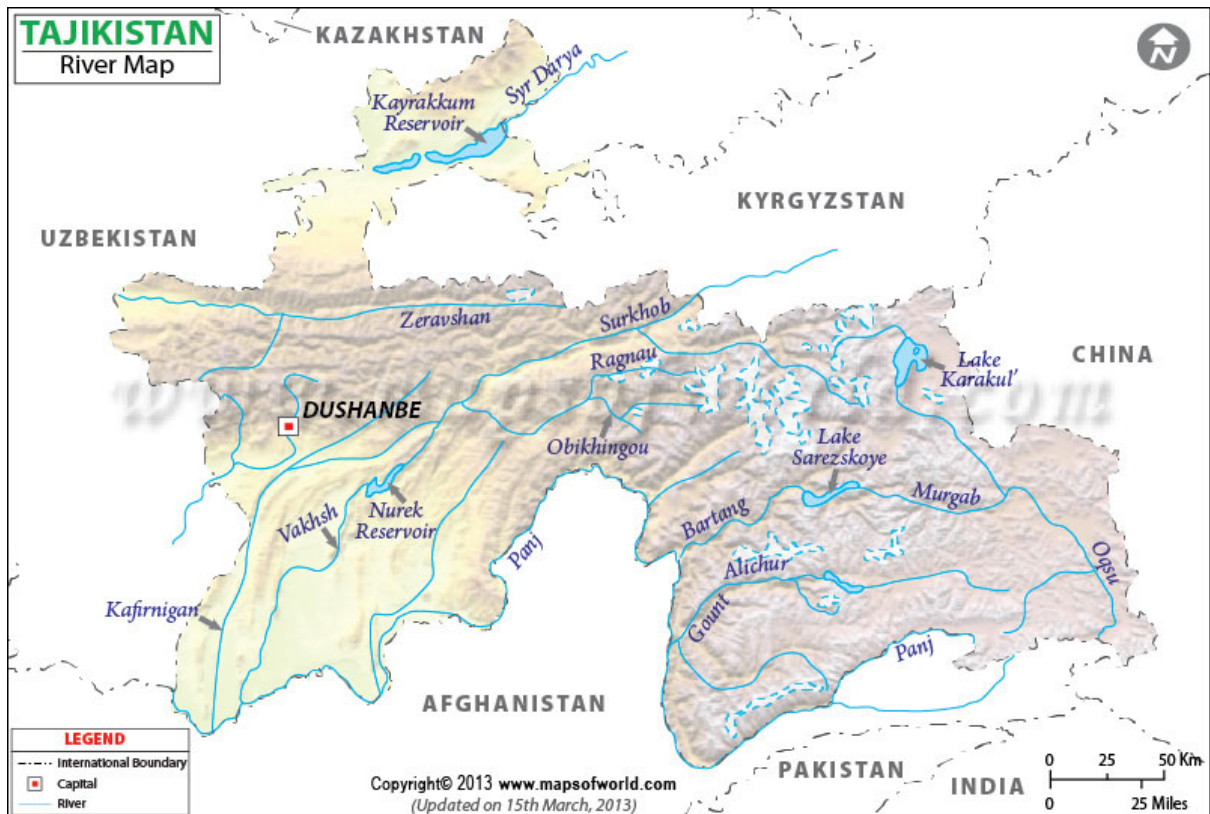 TAJIKISTAN
River Map
KAZAKHSTAN
N
Syr Darya
Kayrakkum
Reservoir
KYRGYZSTAN
UZBEKISTAN
Zeravshan
Surkhob
Ragnau
Lake
Karakul'
CHINA
DUSHANBE
Obikhingou
Lake
Sarezskoye
Nurek
Reservoir
Vakhsh
Bartang
Murgab
Panj
Alichur
Oqsu
Kafirnigan
Gount
Panj
AFGHANISTAN
PAKISTAN
INDIA
LEGEND
International Boundary
Capital
River
Copyright© 2013 www.mapsofworld.com
(Updated on 15th March, 2013)
0 25 50 Km
0 25 Miles